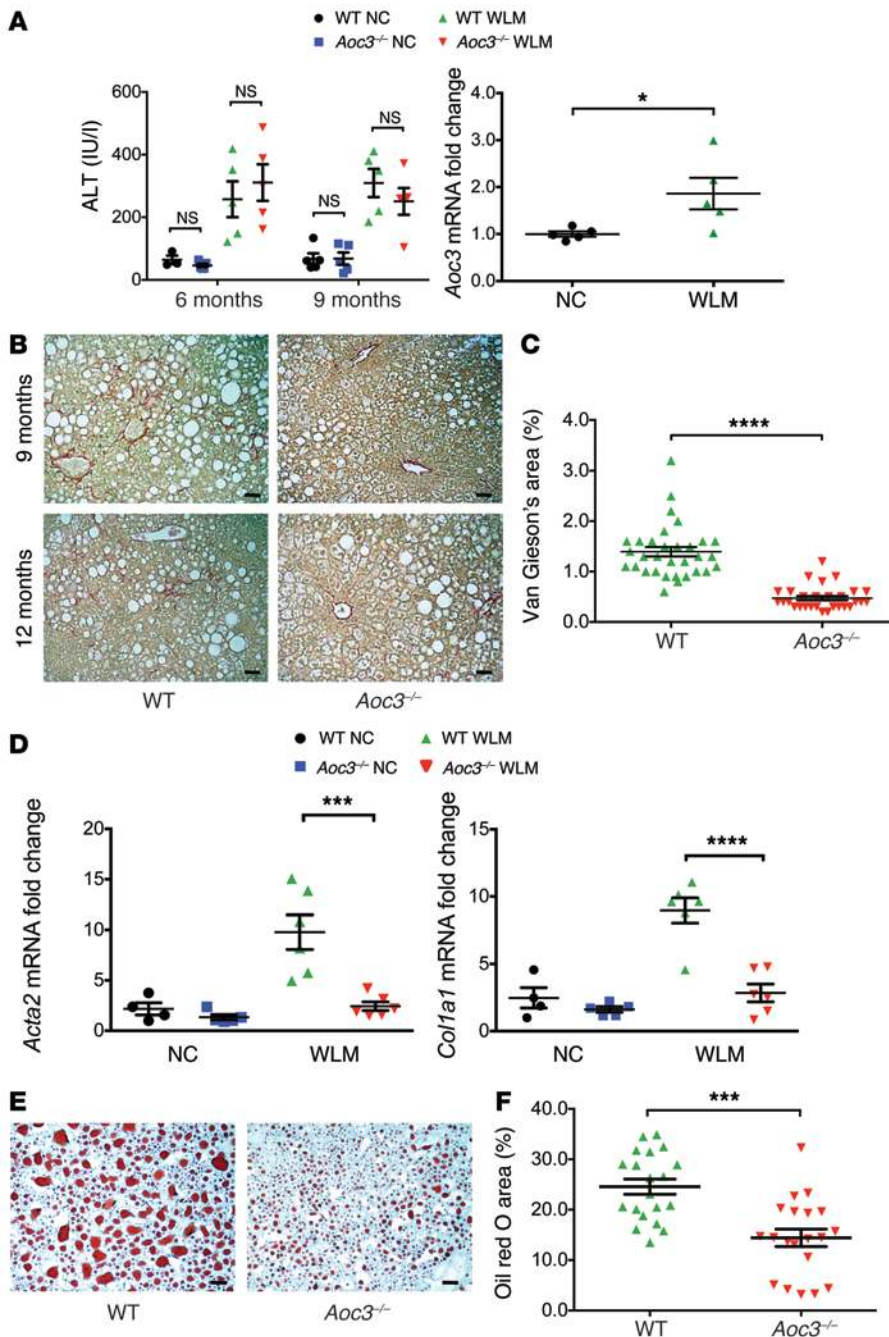 A
WT NC
WT WLM
Aoc3–/– NC
Aoc3–/– WLM
ALT (IU/l)
600
400
200
0
NS
NS
NS
NS
6 months
9 months
Aoc3 mRNA fold change
4.0
3.0
2.0
1.0
0.0
*
NC
WLM
B
9 months
12 months
WT
Aoc3–/–
C
Van Gieson's area (%)
4.0
3.0
2.0
1.0
0.0
****
WT
Aoc3–/–
D
WT NC
WT WLM
Aoc3–/– NC
Aoc3–/– WLM
Acta2 mRNA fold change
20
15
10
5
0
***
NC
WLM
Col1a1 mRNA fold change
15
10
5
0
****
NC
WLM
E
WT
Aoc3–/–
F
Oil red O area (%)
40.0
30.0
20.0
10.0
0.0
***
WT
Aoc3–/–